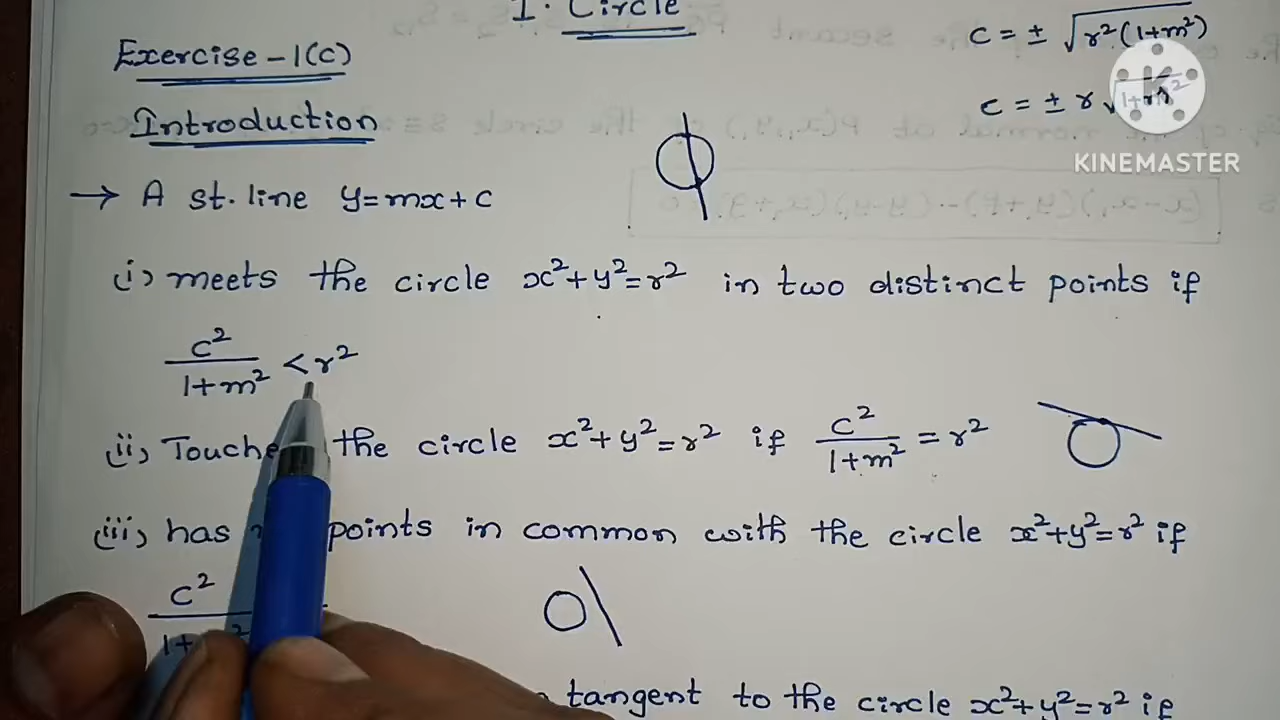 1. Circle
Exercise-1(c)
c = ± √r²(1+m²)
c = ± r √1+m²
KINEMASTER
Introduction
→ A st. line y=mx+c
(i) meets the circle x²+y²=r² in two distinct points if
c²/1+m² < r²
(ii) Touches the circle x²+y²=r² if c²/1+m² = r²
(iii) has points in common with the circle x²+y²=r² if
c²
tangent to the circle x²+y²=r² if